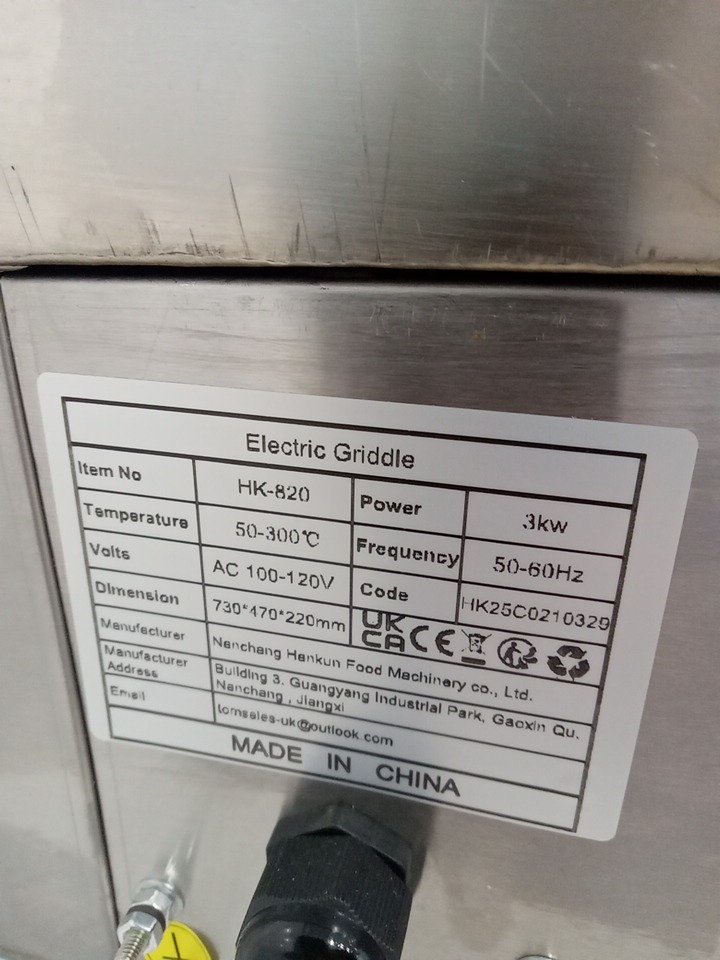 Electric Griddle
Item No HK-820 Power 3kw
Temperature 50-300℃ Frequency 50-60Hz
Volts AC 100-120V Code HK25C0210329
Dimension 730*470*220mm UK CA CE
Manufacturer Nanchang Hankun Food Machinery co., Ltd.
Manufacturer Address Building 3, Guangyang Industrial Park, Gaoxin Qu.
Nanchang , Jiangxi
Email tomsales-uk@outlook.com
MADE IN CHINA